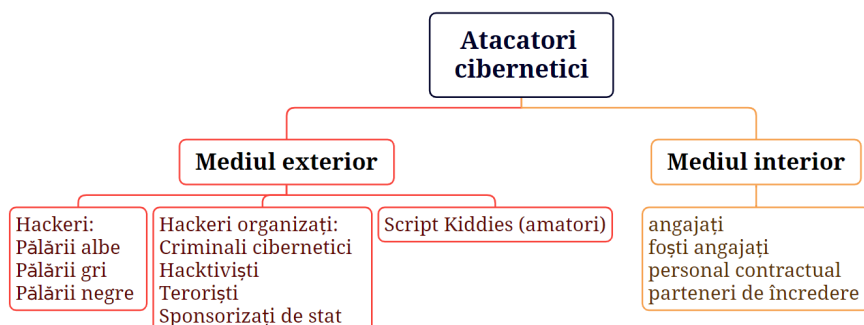 Atacatori
cibernetici
Mediul exterior
Mediul interior
Hackeri:
Pălării albe
Pălării gri
Pălării negre
Hackeri organizați:
Criminali cibernetici
Hacktiviști
Teroriști
Sponsorizați de stat
Script Kiddies (amatori)
angajați
foști angajați
personal contractual
parteneri de încredere